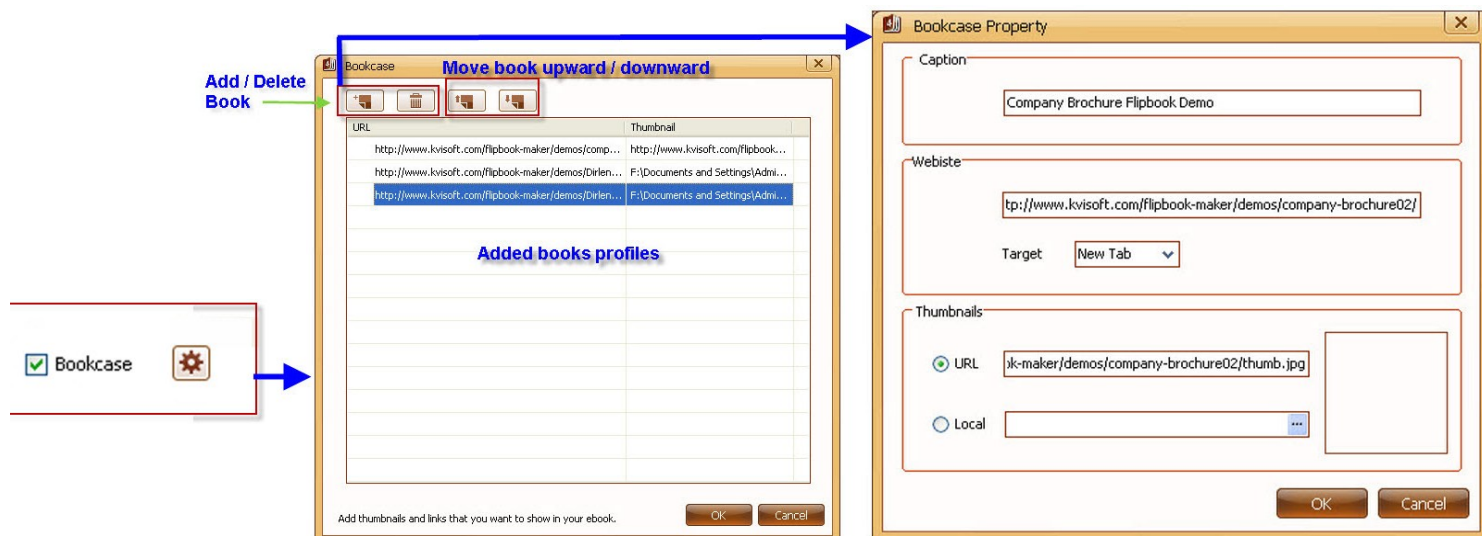 Bookcase
Add / Delete
Book
Bookcase
Move book upward / downward
URL Thumbnail
http://www.kvisoft.com/flipbook-maker/demos/comp... http://www.kvisoft.com/flipbook...
http://www.kvisoft.com/flipbook-maker/demos/Dirlen... F:\Documents and Settings\Admi...
http://www.kvisoft.com/flipbook-maker/demos/Dirlen... F:\Documents and Settings\Admi...
Added books profiles
Add thumbnails and links that you want to show in your ebook.
OK Cancel
Bookcase Property
Caption
Company Brochure Flipbook Demo
Webiste
tp://www.kvisoft.com/flipbook-maker/demos/company-brochure02/
Target New Tab
Thumbnails
URL ok-maker/demos/company-brochure02/thumb.jpg
Local ...
OK Cancel